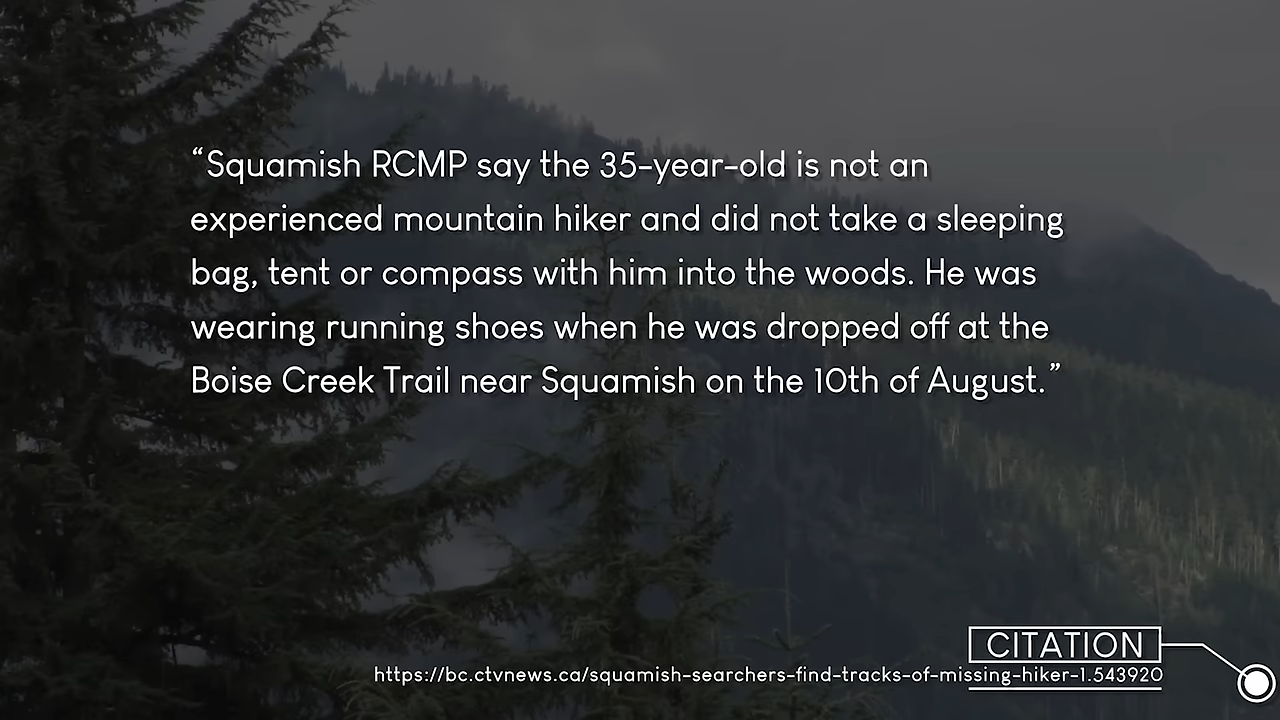 “Squamish RCMP say the 35-year-old is not an
experienced mountain hiker and did not take a sleeping
bag, tent or compass with him into the woods. He was
wearing running shoes when he was dropped off at the
Boise Creek Trail near Squamish on the 10th of August.”
CITATION
https://bc.ctvnews.ca/squamish-searchers-find-tracks-of-missing-hiker-1.543920